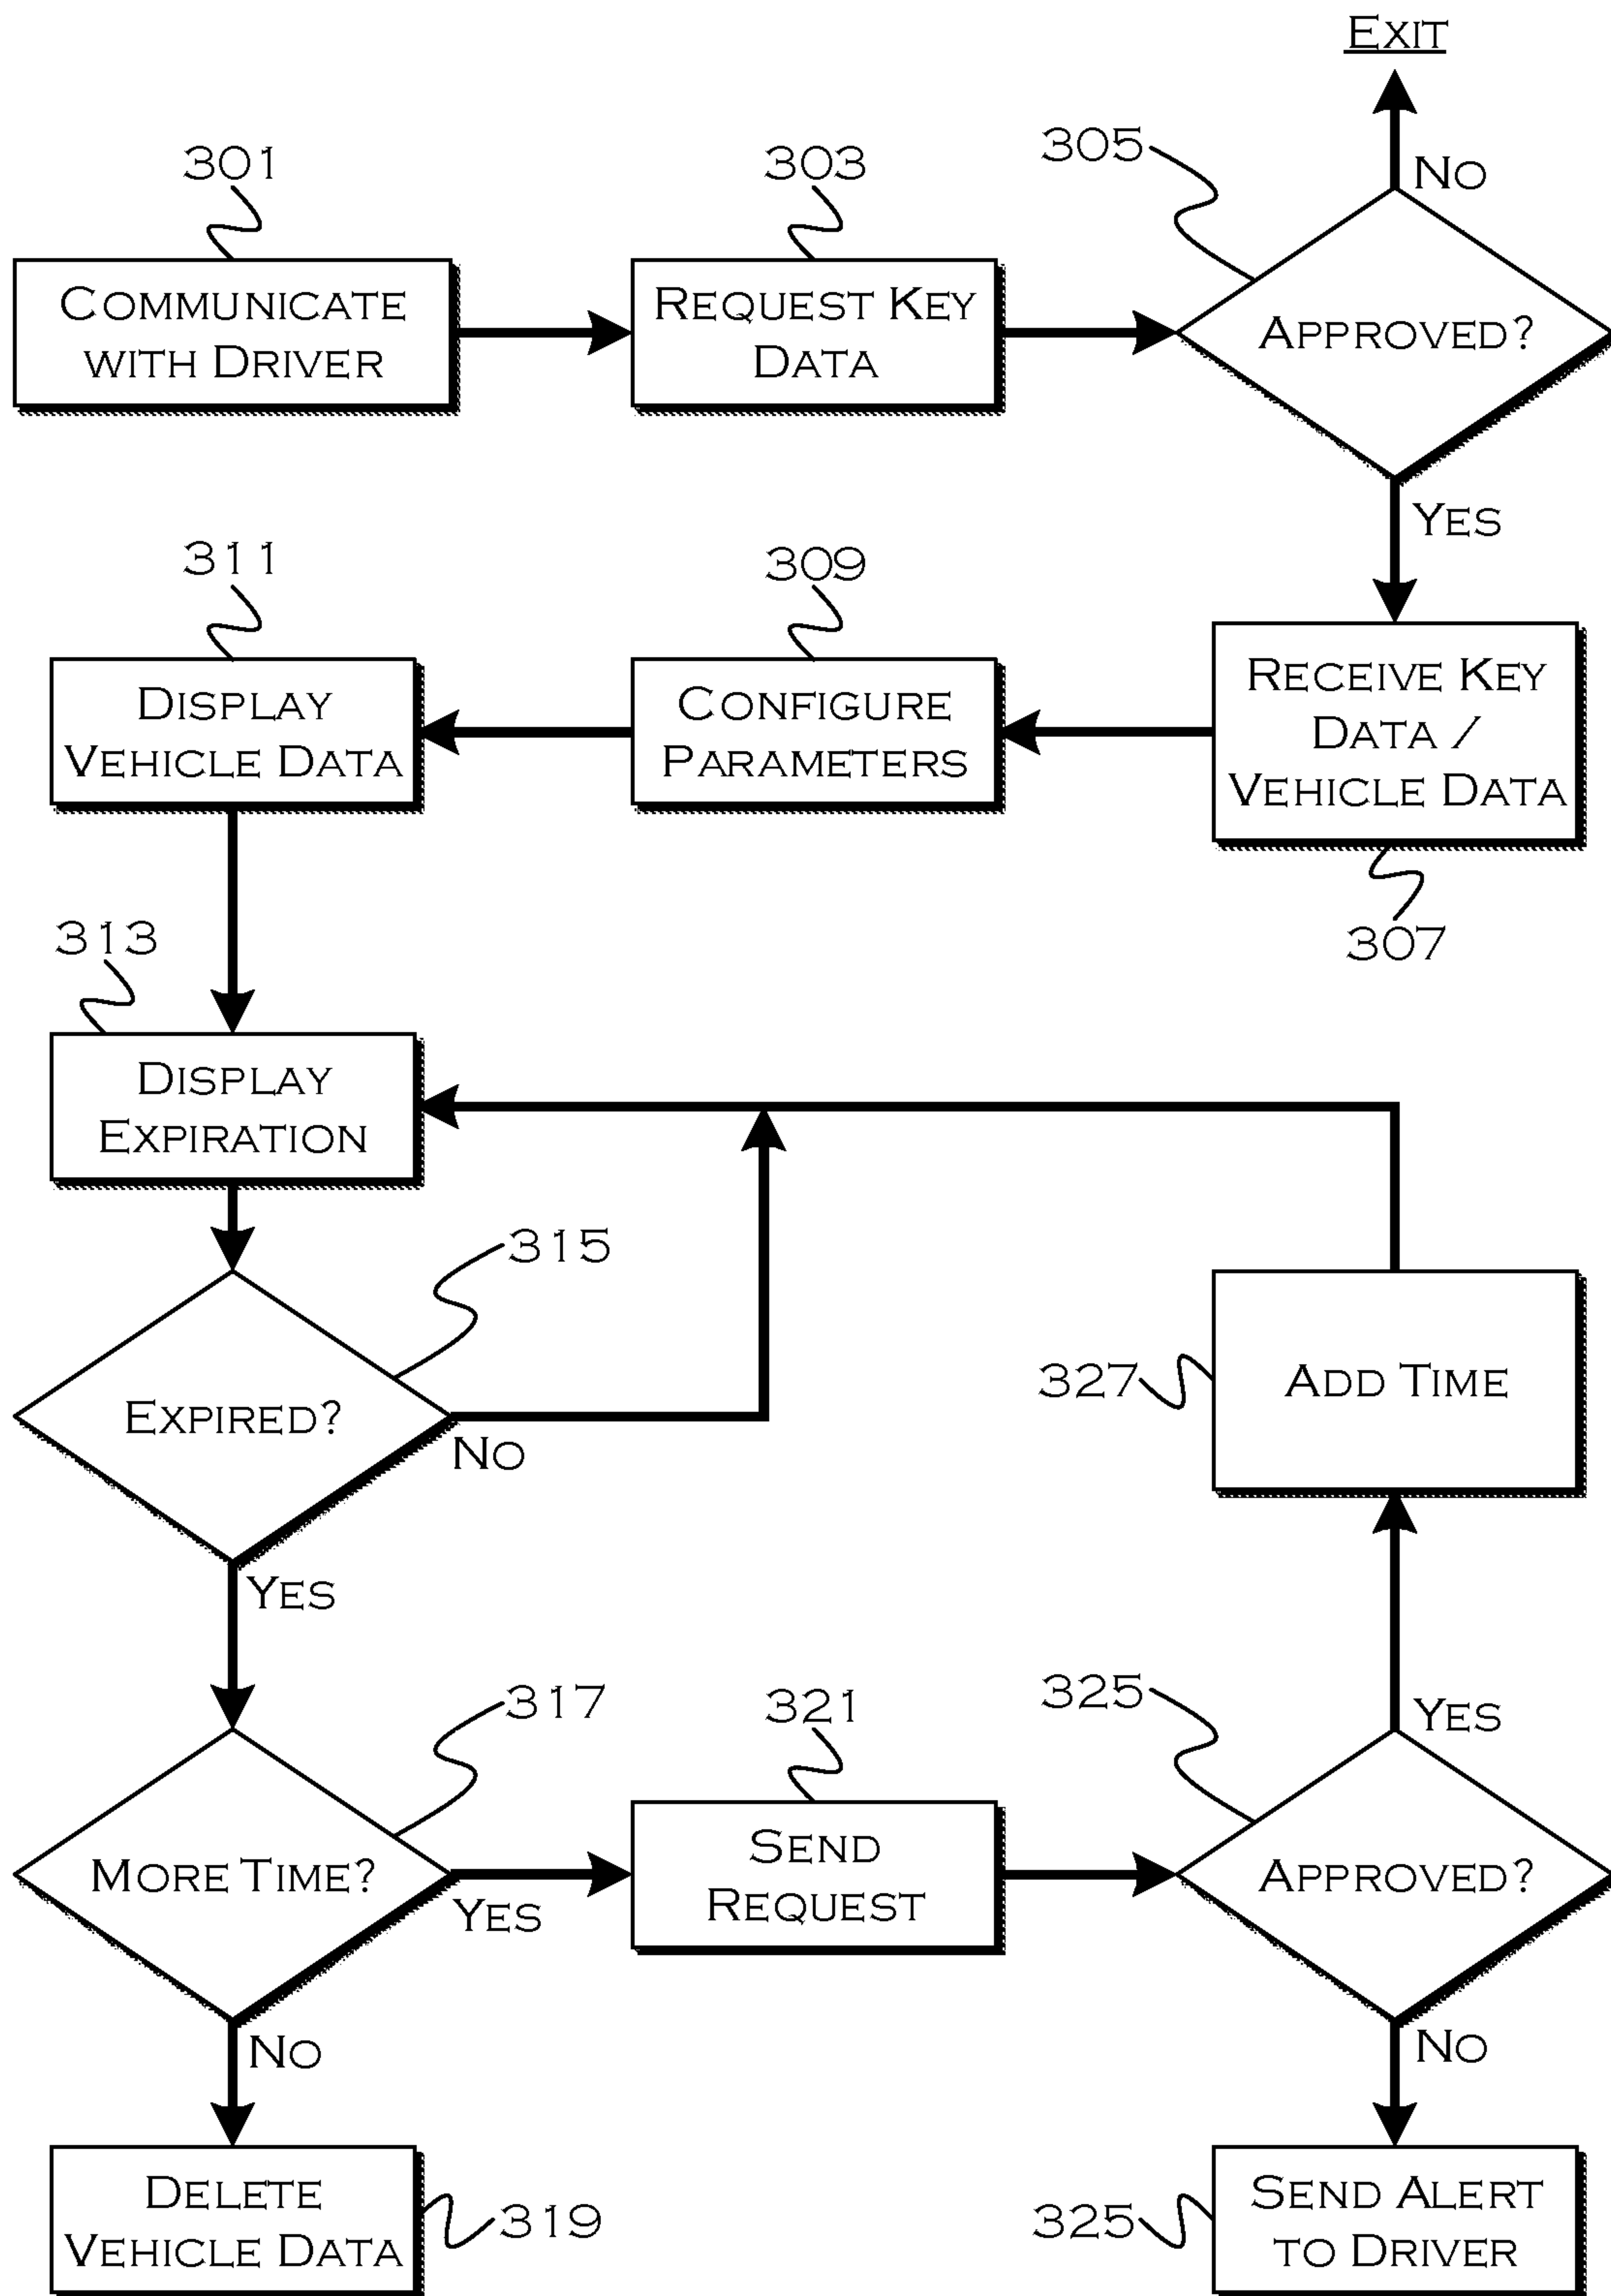 EXIT
301
303
305
NO
COMMUNICATE
WITH DRIVER
REQUEST KEY
DATA
APPROVED?
YES
311
309
DISPLAY
VEHICLE DATA
CONFIGURE
PARAMETERS
RECEIVE KEY
DATA /
VEHICLE DATA
307
313
DISPLAY
EXPIRATION
315
EXPIRED?
NO
327
ADD TIME
YES
317
321
325
YES
MORE TIME?
YES
SEND
REQUEST
APPROVED?
NO
NO
DELETE
VEHICLE DATA
319
325
SEND ALERT
TO DRIVER